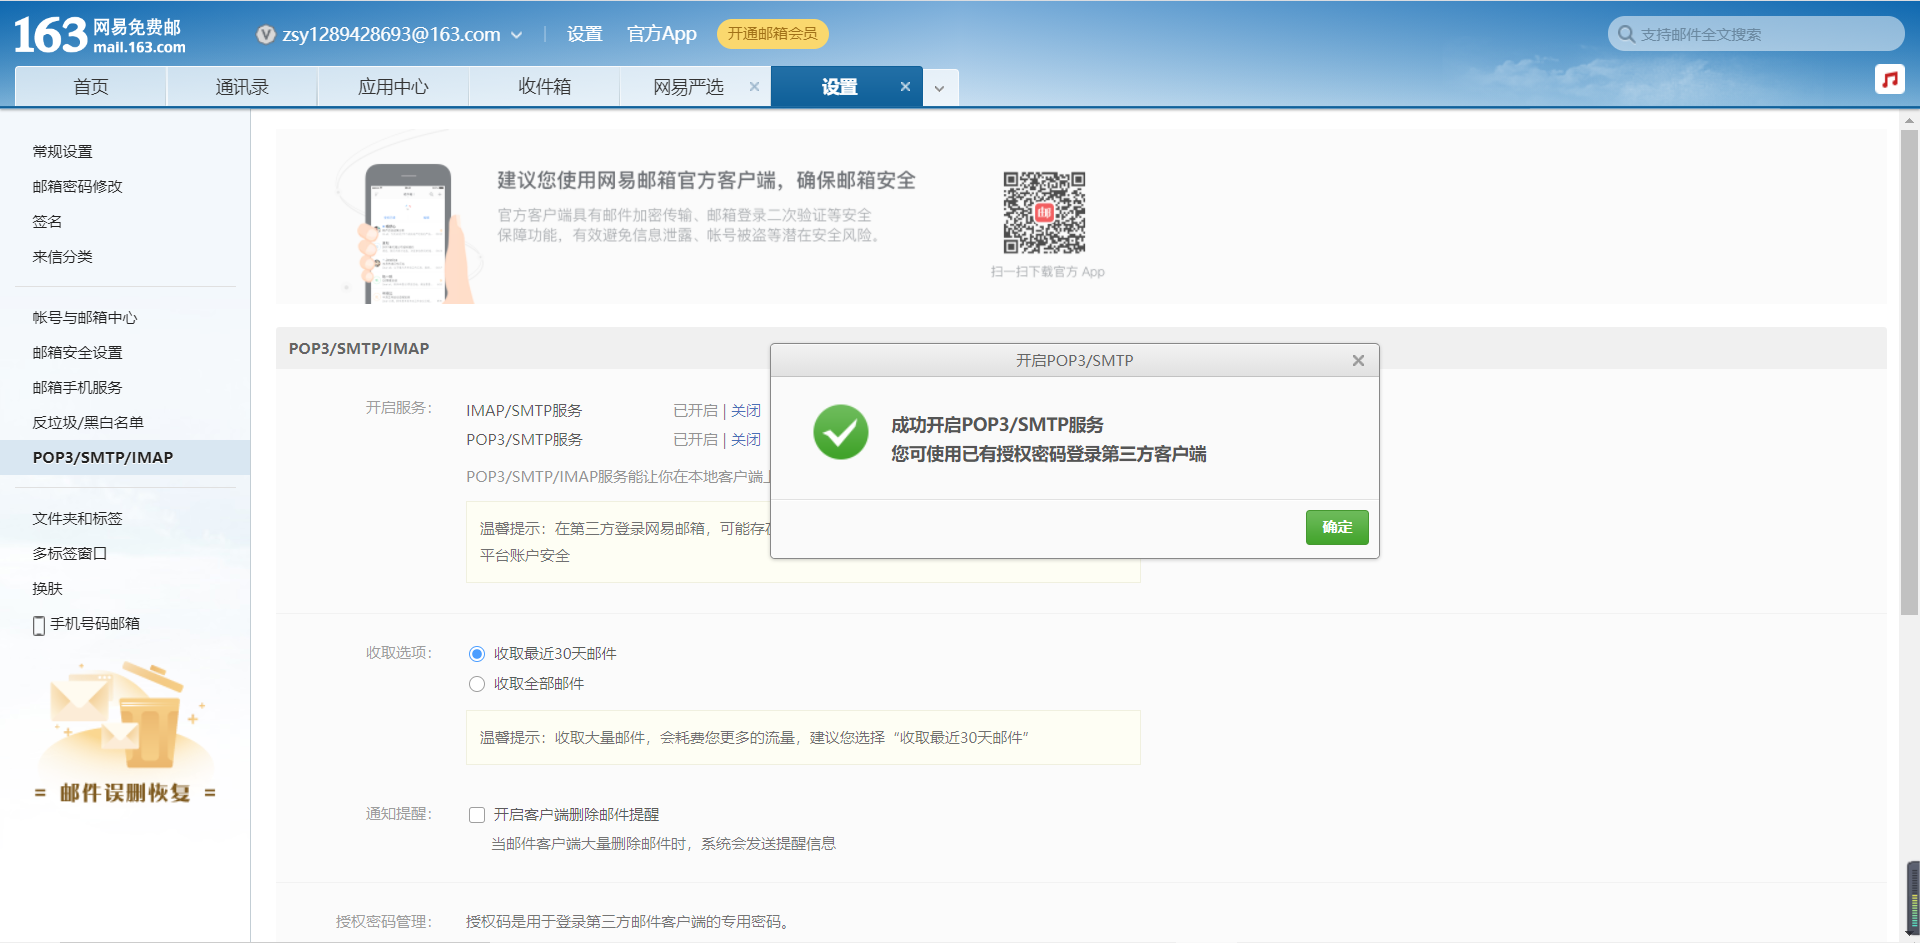 163 网易免费邮
mail.163.com
zsy1289428693@163.com
设置
官方App
开通邮箱会员
支持邮件全文搜索
首页
通讯录
应用中心
收件箱
网易严选
设置
常规设置
邮箱密码修改
签名
来信分类
帐号与邮箱中心
邮箱安全设置
邮箱手机服务
反垃圾/黑白名单
POP3/SMTP/IMAP
文件夹和标签
多标签窗口
换肤
手机号码邮箱
= 邮件误删恢复 =
建议您使用网易邮箱官方客户端，确保邮箱安全
官方客户端具有邮件加密传输、邮箱登录二次验证等安全
保障功能，有效避免信息泄露、帐号被盗等潜在安全风险。
扫一扫下载官方 App
POP3/SMTP/IMAP
开启服务：
IMAP/SMTP服务 已开启 | 关闭
POP3/SMTP服务 已开启 | 关闭
POP3/SMTP/IMAP服务能让你在本地客户端上
温馨提示：在第三方登录网易邮箱，可能存在
平台账户安全
开启POP3/SMTP
成功开启POP3/SMTP服务
您可使用已有授权密码登录第三方客户端
确定
收取选项：
收取最近30天邮件
收取全部邮件
温馨提示：收取大量邮件，会耗费您更多的流量，建议您选择“收取最近30天邮件”
通知提醒：
开启客户端删除邮件提醒
当邮件客户端大量删除邮件时，系统会发送提醒信息
授权密码管理：
授权码是用于登录第三方邮件客户端的专用密码。